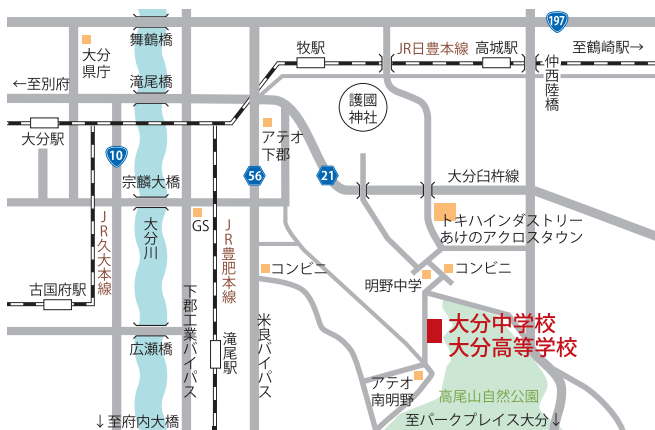 197
舞鶴橋
大分
県庁
牧駅
JR日豊本線
高城駅
至鶴崎駅→
仲西陸橋
←至別府
滝尾橋
護國
神社
大分駅
アテオ
下郡
10
宗麟大橋
56
21
大分臼杵線
JR久大本線
大分川
GS
JR豊肥本線
トキハインダストリー
あけのアクロスタウン
コンビニ
コンビニ
明野中学
古国府駅
下郡工業バイパス
米良バイパス
大分中学校
大分高等学校
広瀬橋
滝尾駅
アテオ
南明野
高尾山自然公園
↓至府内大橋
至パークプレイス大分↓